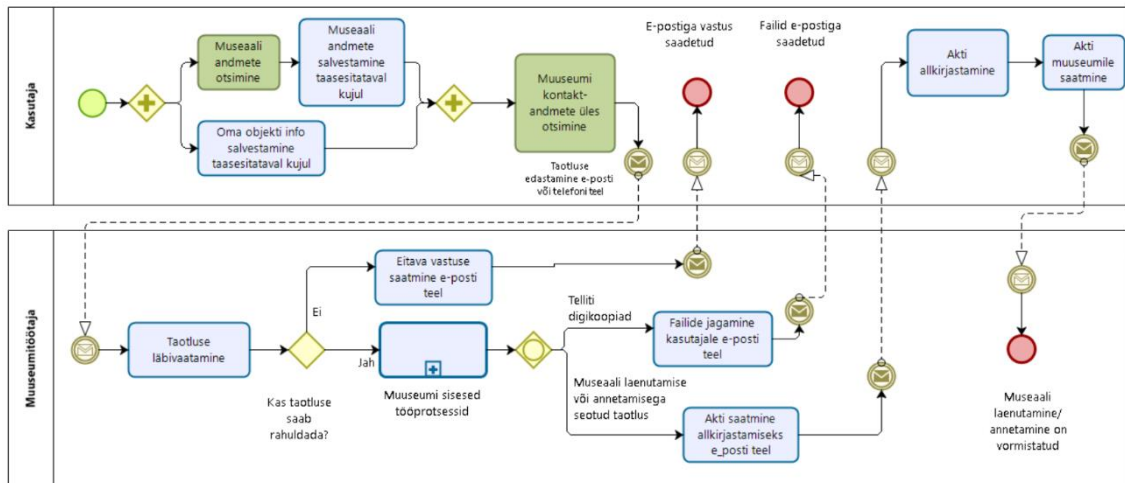 Kasutaja
Museaali
andmete
otsimine
Museaali
andmete
salvestamine
taasesitataval
kujul
Oma objekti info
salvestamine
taasesitataval kujul
Muuseumi
kontakt-
andmete üles
otsimine
Taotluse
edastamine e-posti
või telefoni teel
E-postiga vastus
saadetud
Failid e-postiga
saadetud
Akti
allkirjastamine
Akti
muuseumile
saatmine
Muuseumitöötaja
Taotluse
läbivaatamine
Kas taotluse
saab
rahuldada?
Ei
Jah
Eitava vastuse
saatmine e-posti
teel
Muuseumi sisesed
tööprotsessid
Telliti
digikoopiad
Failide jagamine
kasutajale e-posti
teel
Museaali laenutamise
või annetamisega
seotud taotlus
Akti saatmine
allkirjastamiseks
e_posti teel
Museaali
laenutamine/
annetamine on
vormistatud